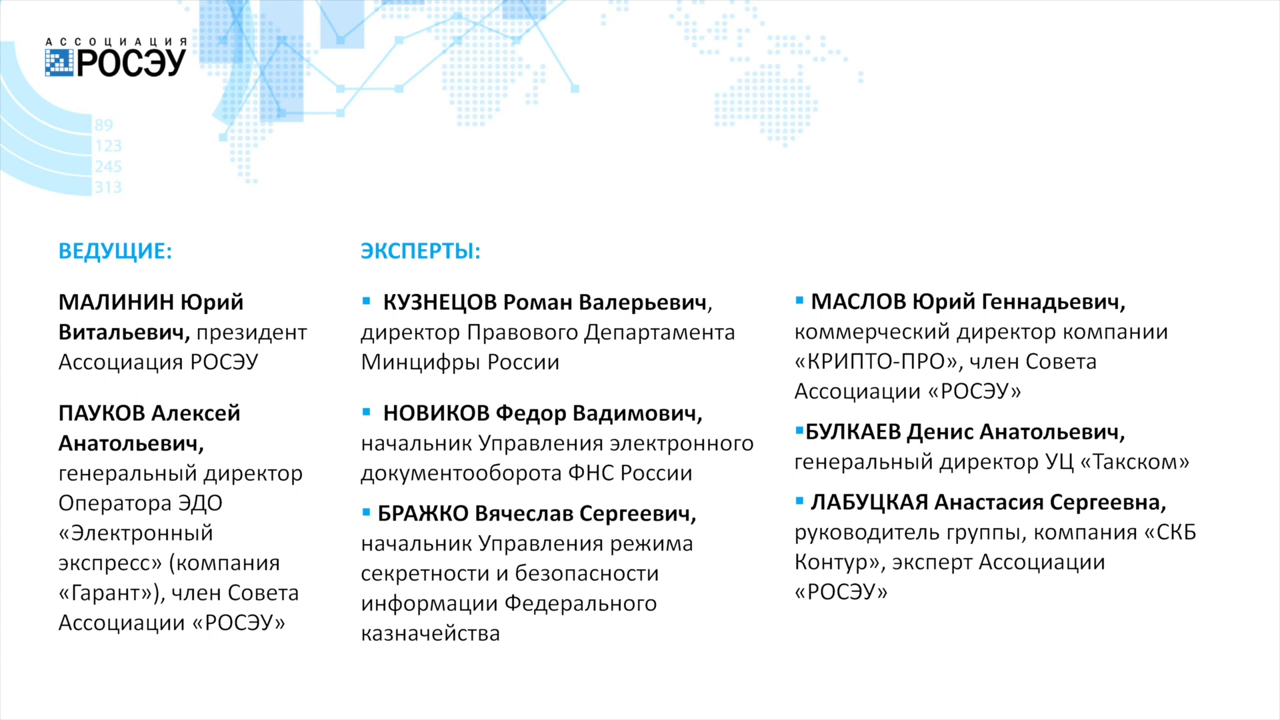 АССОЦИАЦИЯ
РОСЭУ
89
123
245
313
ВЕДУЩИЕ:
МАЛИНИН Юрий
Витальевич, президент
Ассоциация РОСЭУ
ПАУКОВ Алексей
Анатольевич,
генеральный директор
Оператора ЭДО
«Электронный
экспресс» (компания
«Гарант»), член Совета
Ассоциации «РОСЭУ»
ЭКСПЕРТЫ:
▪ КУЗНЕЦОВ Роман Валерьевич,
директор Правового Департамента
Минцифры России
▪ НОВИКОВ Федор Вадимович,
начальник Управления электронного
документооборота ФНС России
▪ БРАЖКО Вячеслав Сергеевич,
начальник Управления режима
секретности и безопасности
информации Федерального
казначейства
▪ МАСЛОВ Юрий Геннадьевич,
коммерческий директор компании
«КРИПТО-ПРО», член Совета
Ассоциации «РОСЭУ»
▪БУЛКАЕВ Денис Анатольевич,
генеральный директор УЦ «Такском»
▪ ЛАБУЦКАЯ Анастасия Сергеевна,
руководитель группы, компания «СКБ
Контур», эксперт Ассоциации
«РОСЭУ»